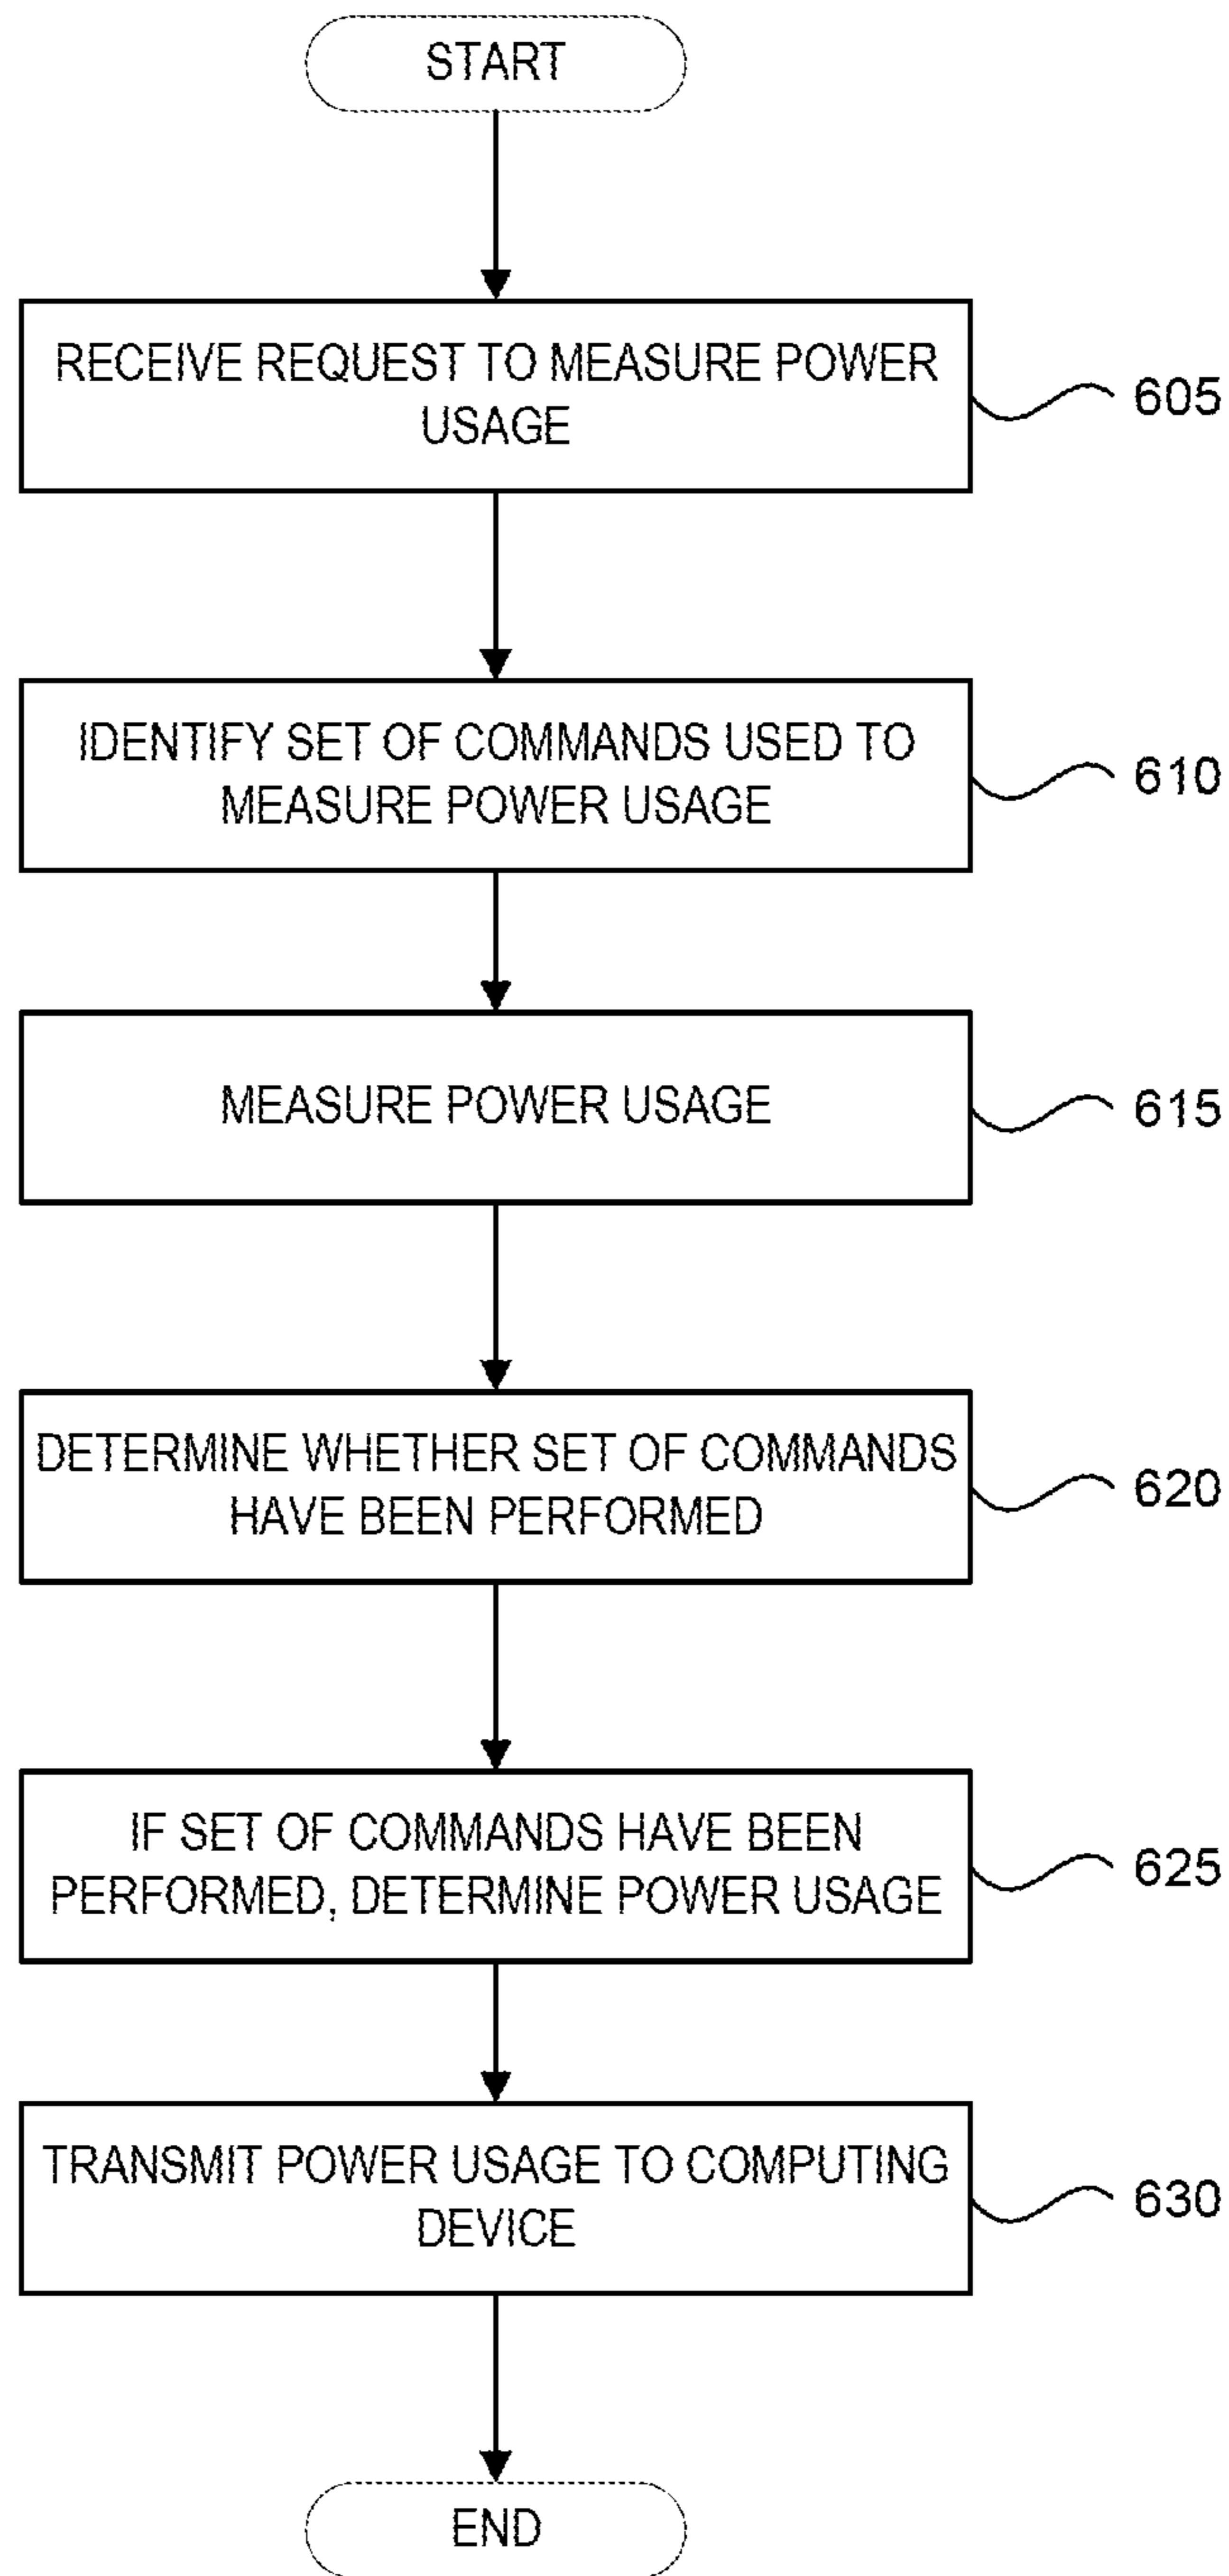 START
RECEIVE REQUEST TO MEASURE POWER
USAGE
605
IDENTIFY SET OF COMMANDS USED TO
MEASURE POWER USAGE
610
MEASURE POWER USAGE
615
DETERMINE WHETHER SET OF COMMANDS
HAVE BEEN PERFORMED
620
IF SET OF COMMANDS HAVE BEEN
PERFORMED, DETERMINE POWER USAGE
625
TRANSMIT POWER USAGE TO COMPUTING
DEVICE
630
END